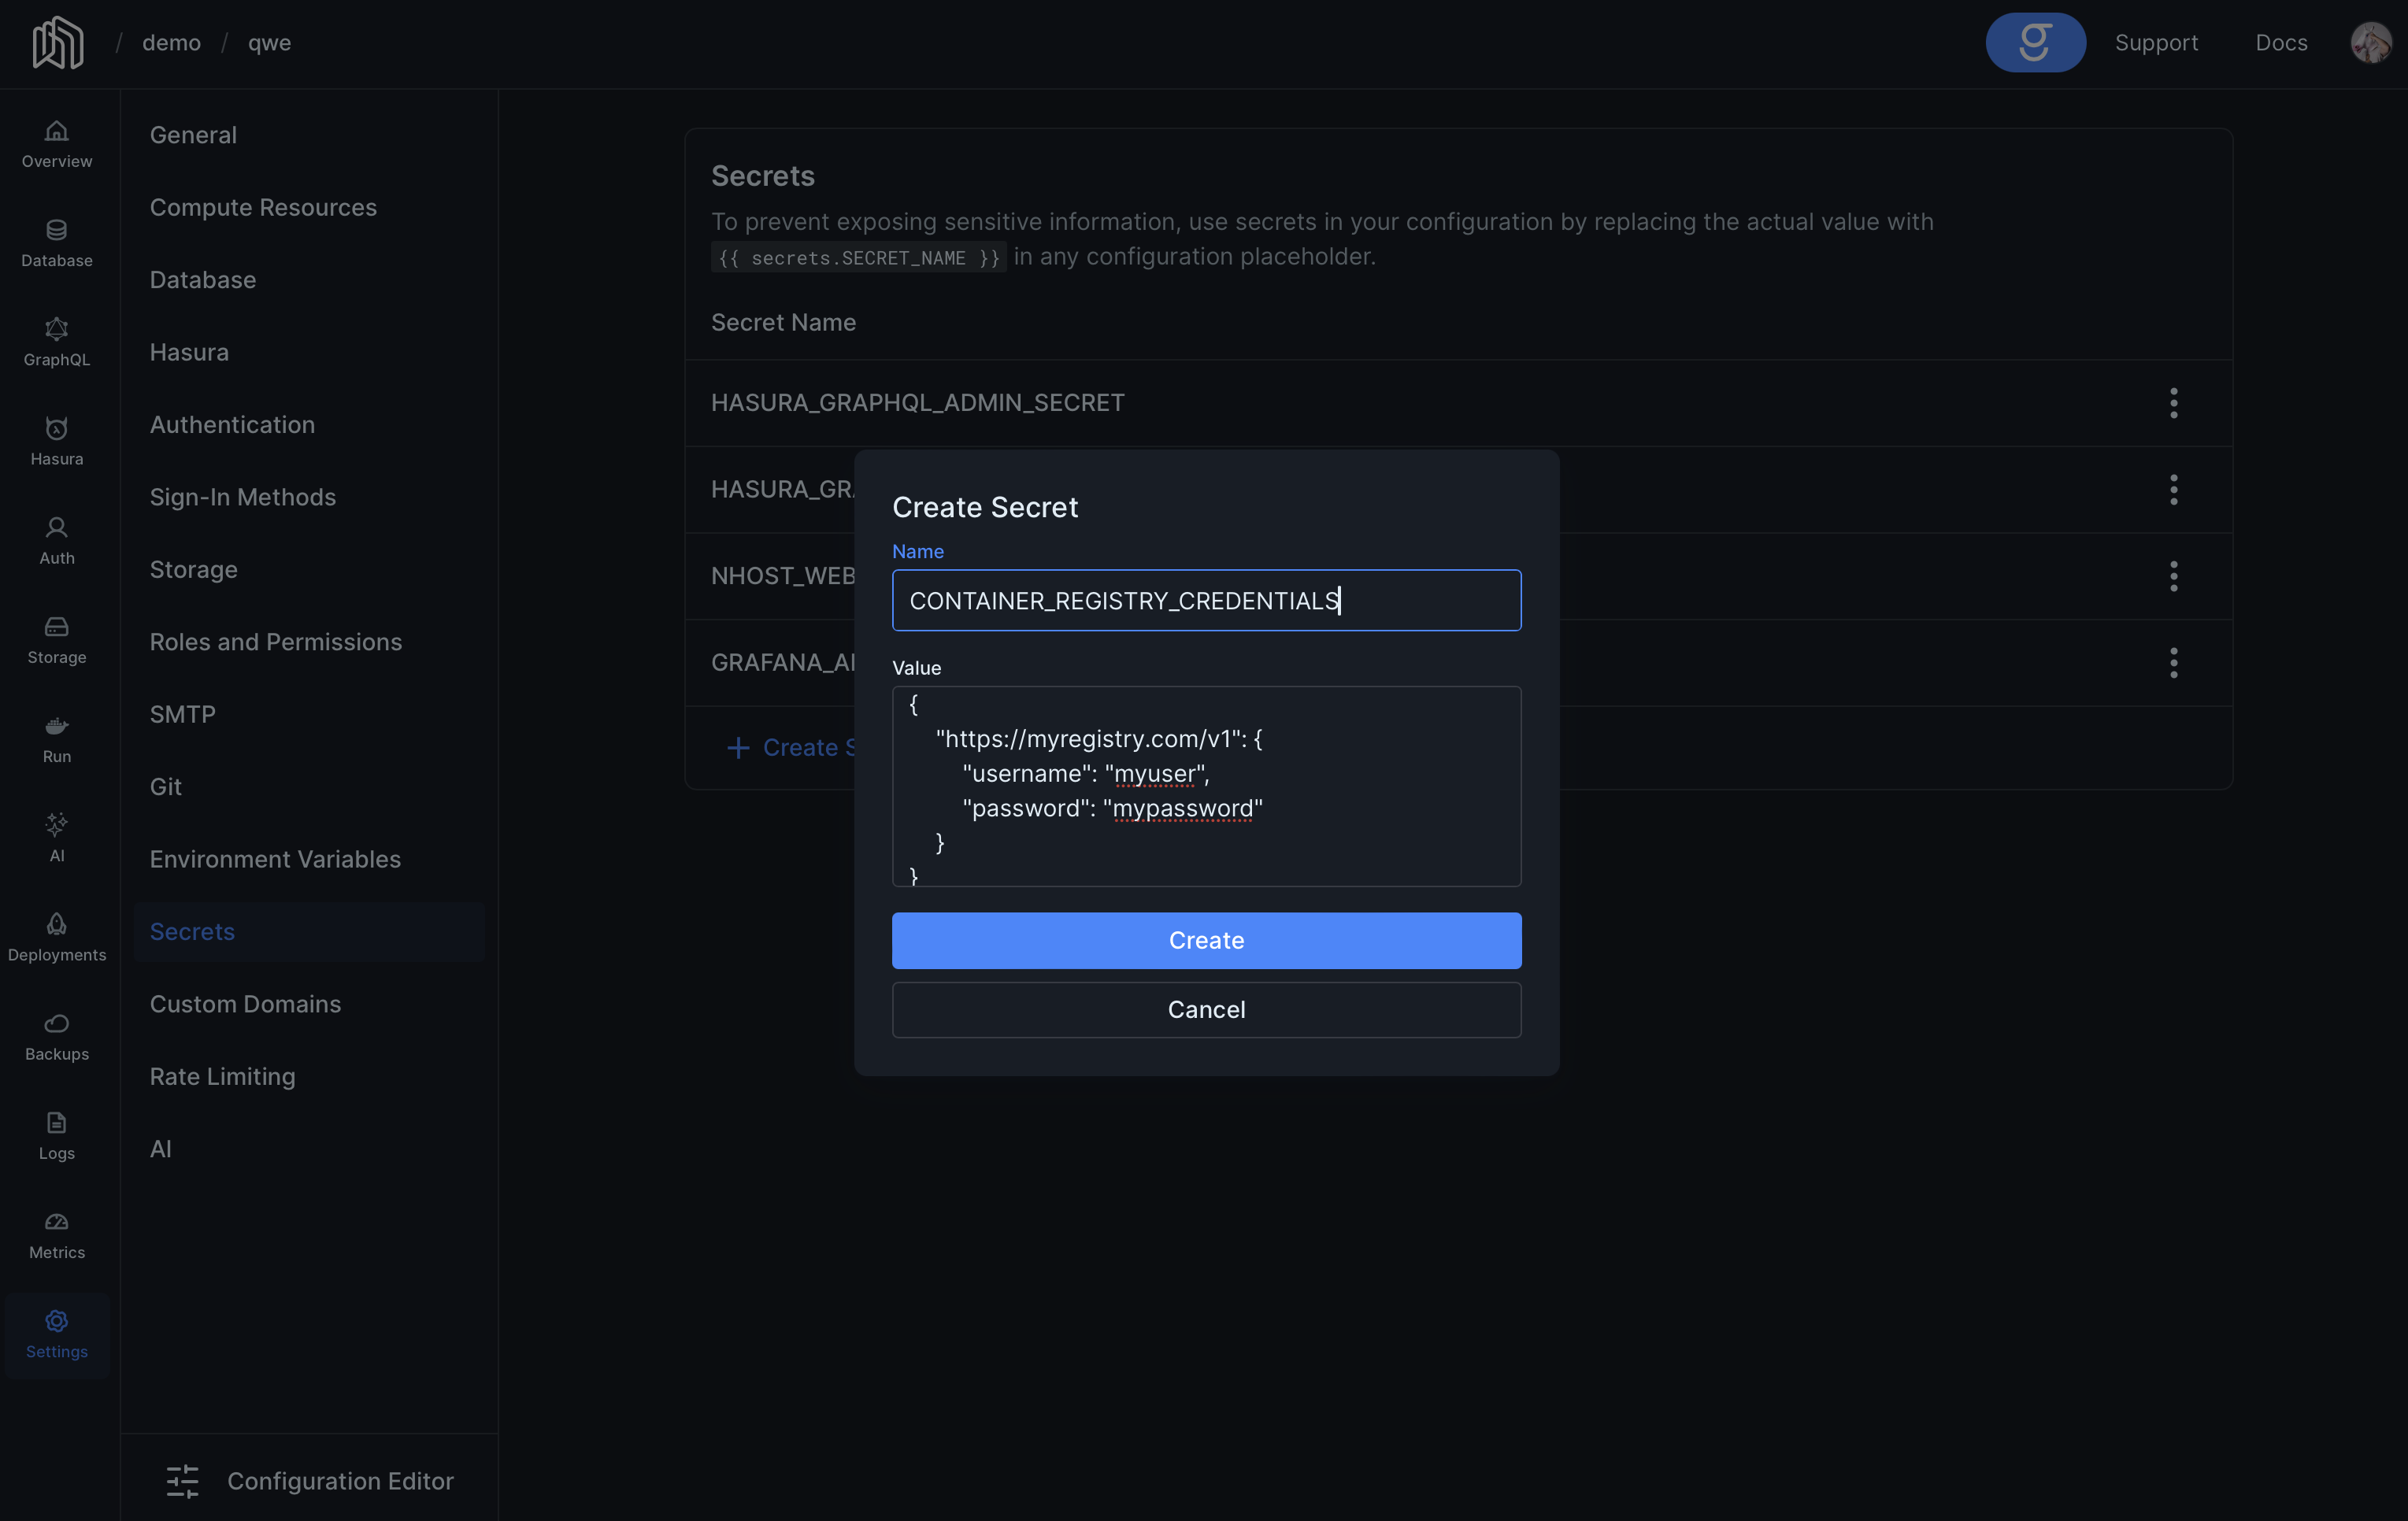 / demo / qwe
Support
Docs
Overview
Database
GraphQL
Hasura
Auth
Storage
Run
AI
Deployments
Backups
Logs
Metrics
Settings
General
Compute Resources
Database
Hasura
Authentication
Sign-In Methods
Storage
Roles and Permissions
SMTP
Git
Environment Variables
Secrets
Custom Domains
Rate Limiting
AI
Configuration Editor
Secrets
To prevent exposing sensitive information, use secrets in your configuration by replacing the actual value with
{{ secrets.SECRET_NAME }} in any configuration placeholder.
Secret Name
HASURA_GRAPHQL_ADMIN_SECRET
HASURA_GR
NHOST_WEB
GRAFANA_A
+ Create S
Create Secret
Name
CONTAINER_REGISTRY_CREDENTIALS
Value
{
"https://myregistry.com/v1": {
"username": "myuser",
"password": "mypassword"
}
}
Create
Cancel